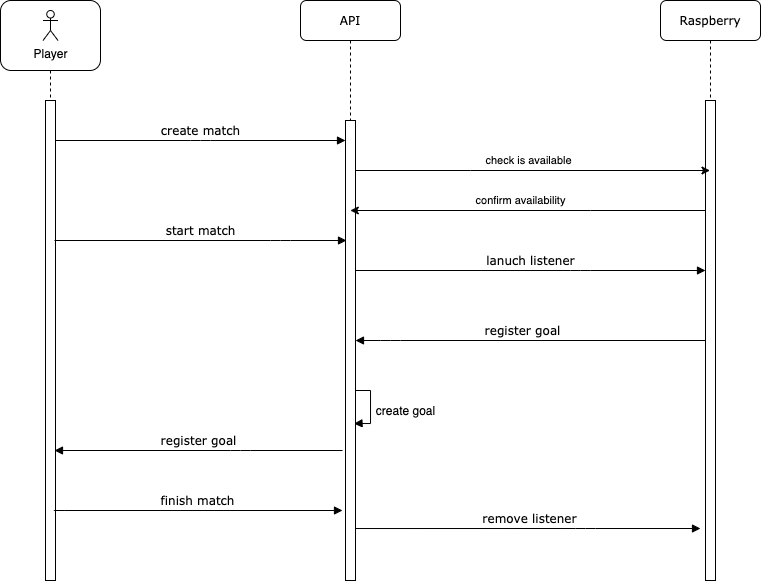 Player
API
Raspberry
create match
check is available
confirm availability
start match
lanuch listener
register goal
create goal
register goal
finish match
remove listener